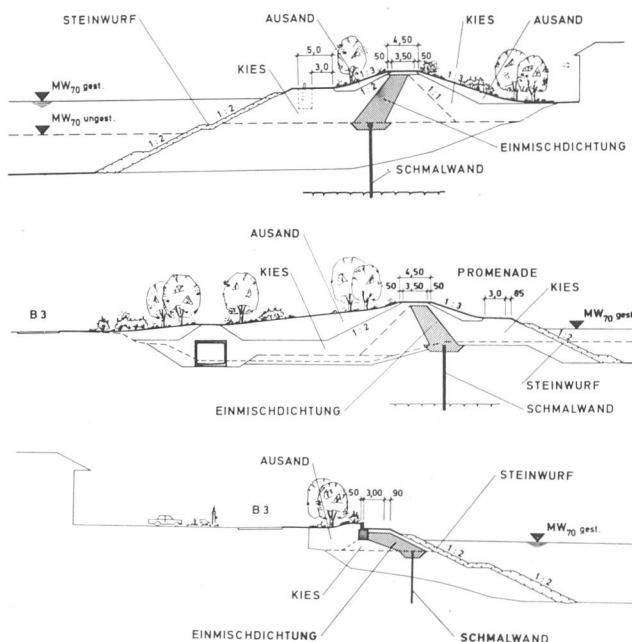 STEINWURF
AUSAND
4,50
KIES
AUSAND
50
3,50
50
5,0
3,0
KIES
1:3
1:2
1:1
1:3
MW70 gest.
MW70 ungest.
1:2
1:2
EINMISCHDICHTUNG
SCHMALWAND
AUSAND
KIES
4,50
50
3,50
50
PROMENADE
3,0
85
KIES
B 3
1:2
1:3
MW70 gest.
1:2
STEINWURF
EINMISCHDICHTUNG
SCHMALWAND
AUSAND
STEINWURF
B 3
50
3,00
90
MW70 gest.
1:2
1:2
KIES
EINMISCHDICHTUNG
SCHMALWAND